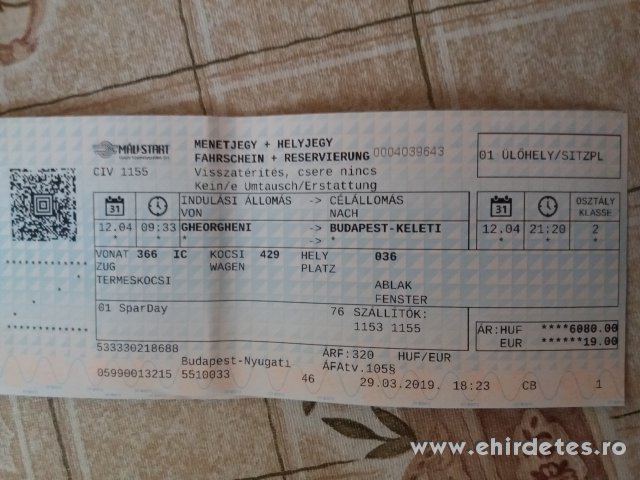 MÁV-START
MENETJEGY + HELYJEGY
FAHRSCHEIN + RESERVIERUNG 0004039643
CIV 1155
Visszatérités, csere nincs
Kein/e Umtausch/Erstattung
01 ÜLŐHELY/SITZPL
31 INDULÁSI ÁLLOMÁS -> CÉLÁLLOMÁS 31 OSZTÁLY
VON NACH KLASSE
12.04 09:33 GHEORGHENI -> BUDAPEST-KELETI 12.04 21:20 2
* * * * * * *
VONAT 366 IC KOCSI 429 HELY 036
ZUG WAGEN PLATZ
TERMESKOCSI ABLAK
FENSTER
01 SparDay 76 SZÁLLÍTÓK:
1153 1155
ÁR:HUF ****6080.00
EUR ******19.00
533330218688
Budapest-Nyugati ÁRF:320 HUF/EUR
05990013215 5510033 ÁFAtv.105§
46 29.03.2019. 18:23 CB 1
www.ehirdetes.ro